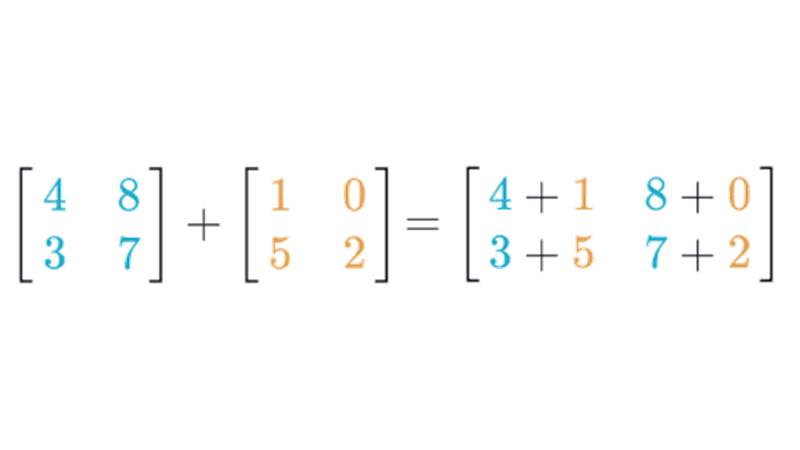 [4 8] + [1 0] = [4 + 1 8 + 0]
[3 7] [5 2] [3 + 5 7 + 2]